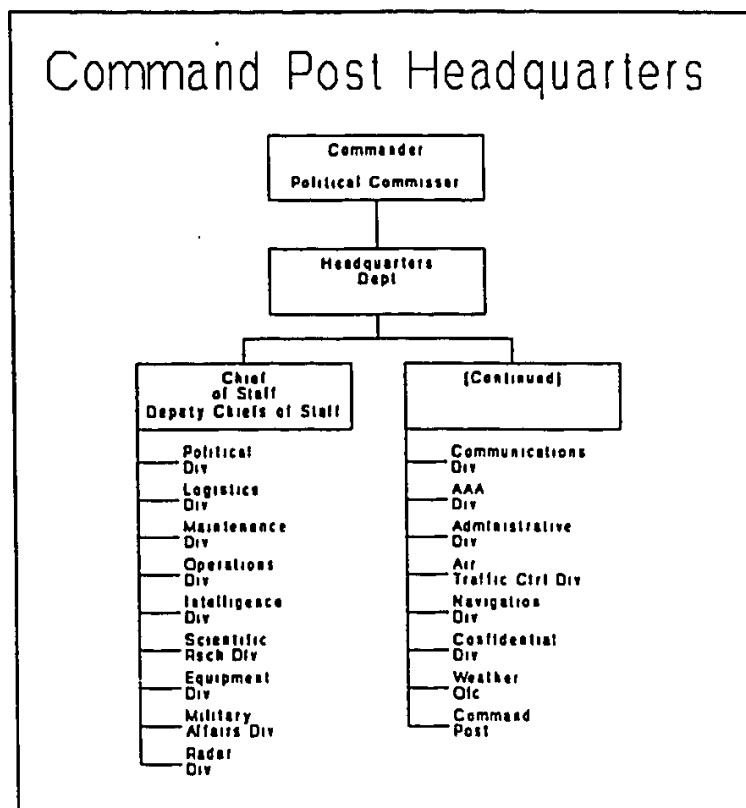 Command Post Headquarters
Commander
Political Commissar
Headquarters
Dept
Chief
of Staff
Deputy Chiefs of Staff
Political
Div
Logistics
Div
Maintenance
Div
Operations
Div
Intelligence
Div
Scientific
Rsch Div
Equipment
Div
Military
Affairs Div
Radar
Div
(Continued)
Communications
Div
AAA
Div
Administrative
Div
Air
Traffic Ctrl Div
Navigation
Div
Confidential
Div
Weather
Ofc
Command
Post